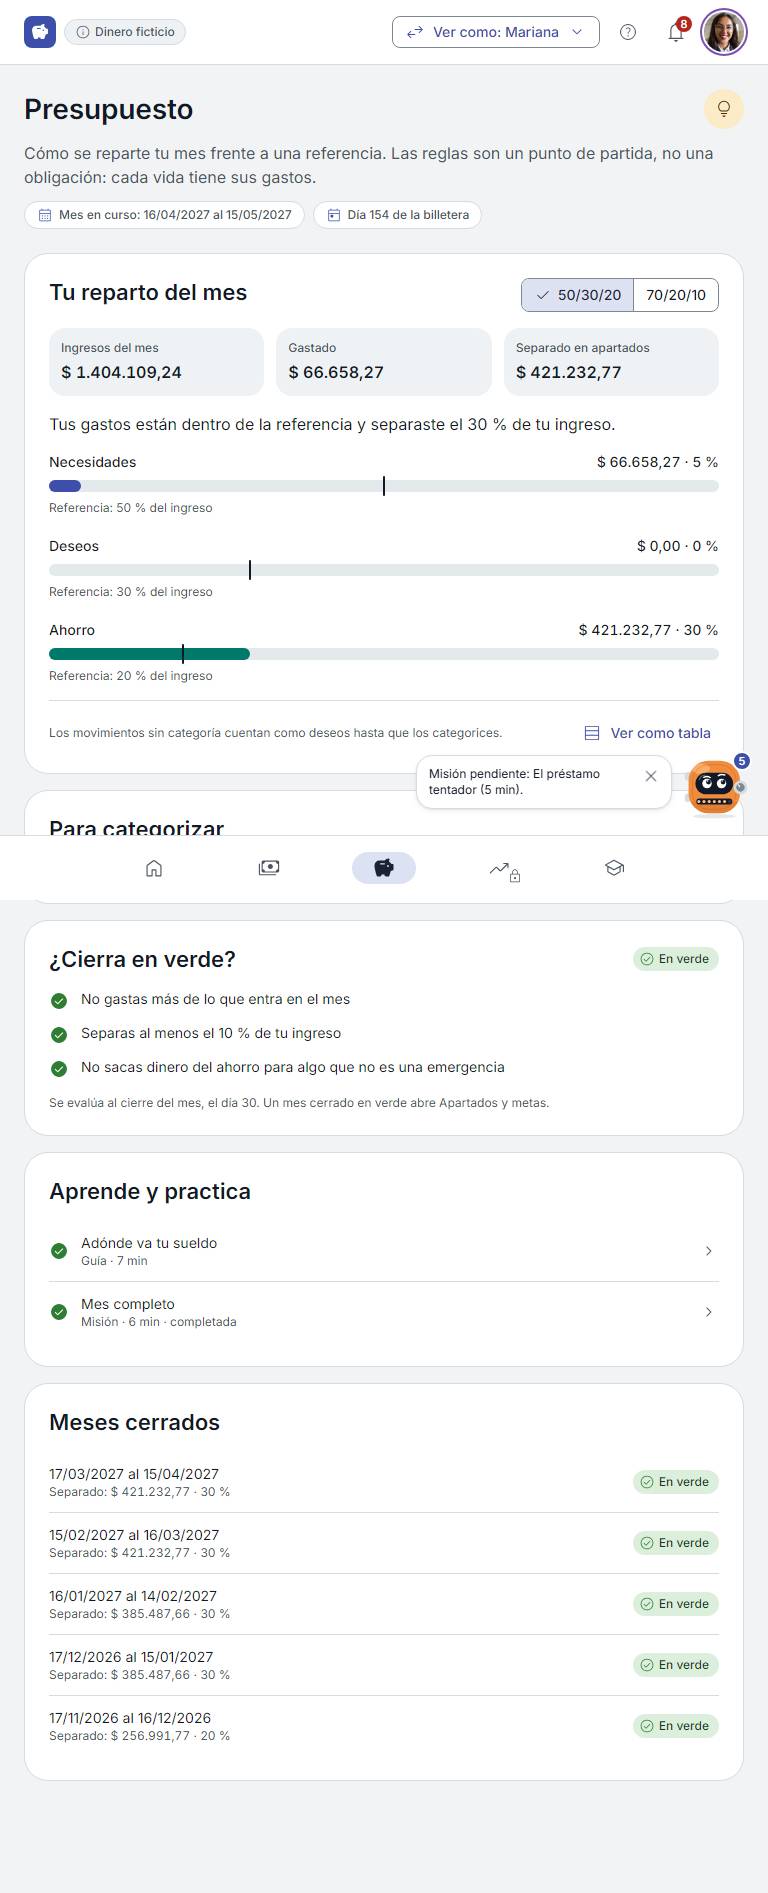 Dinero ficticio
Ver como: Mariana
8
Presupuesto
Cómo se reparte tu mes frente a una referencia. Las reglas son un punto de partida, no una
obligación: cada vida tiene sus gastos.
Mes en curso: 16/04/2027 al 15/05/2027
Día 154 de la billetera
Tu reparto del mes
50/30/20
70/20/10
Ingresos del mes
$ 1.404.109,24
Gastado
$ 66.658,27
Separado en apartados
$ 421.232,77
Tus gastos están dentro de la referencia y separaste el 30 % de tu ingreso.
Necesidades
$ 66.658,27 · 5 %
Referencia: 50 % del ingreso
Deseos
$ 0,00 · 0 %
Referencia: 30 % del ingreso
Ahorro
$ 421.232,77 · 30 %
Referencia: 20 % del ingreso
Los movimientos sin categoría cuentan como deseos hasta que los categorices.
Ver como tabla
Misión pendiente: El préstamo
tentador (5 min).
5
Para categorizar
¿Cierra en verde?
En verde
No gastas más de lo que entra en el mes
Separas al menos el 10 % de tu ingreso
No sacas dinero del ahorro para algo que no es una emergencia
Se evalúa al cierre del mes, el día 30. Un mes cerrado en verde abre Apartados y metas.
Aprende y practica
Adónde va tu sueldo
Guía · 7 min
Mes completo
Misión · 6 min · completada
Meses cerrados
17/03/2027 al 15/04/2027
Separado: $ 421.232,77 · 30 %
En verde
15/02/2027 al 16/03/2027
Separado: $ 421.232,77 · 30 %
En verde
16/01/2027 al 14/02/2027
Separado: $ 385.487,66 · 30 %
En verde
17/12/2026 al 15/01/2027
Separado: $ 385.487,66 · 30 %
En verde
17/11/2026 al 16/12/2026
Separado: $ 256.991,77 · 20 %
En verde